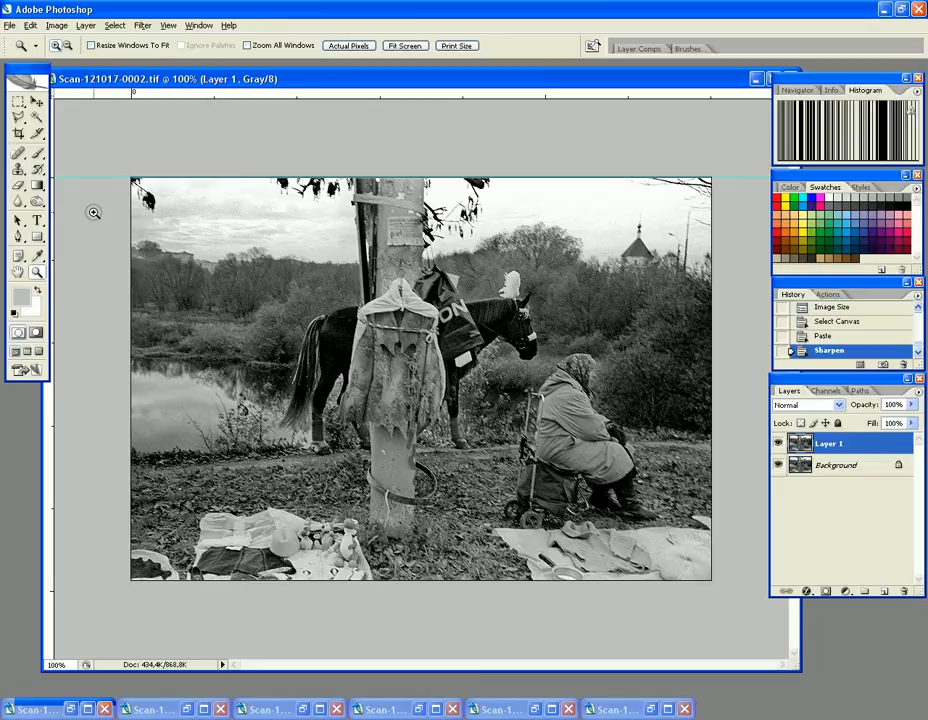 Adobe Photoshop
File Edit Image Layer Select Filter View Window Help
Resize Windows To Fit Ignore Palettes Zoom All Windows Actual Pixels Fit Screen Print Size Layer Comps Brushes
Scan-121017-0002.tif @ 100% (Layer 1, Gray/8)
0
Navigator Info Histogram
Color Swatches Styles
History Actions
Image Size
Select Canvas
Paste
Sharpen
Layers Channels Paths
Normal Opacity: 100%
Lock: Fill: 100%
Layer 1
Background
ON
100% Doc: 434,4K/868,8K
Scan-1... Scan-1... Scan-1... Scan-1... Scan-1... Scan-1...